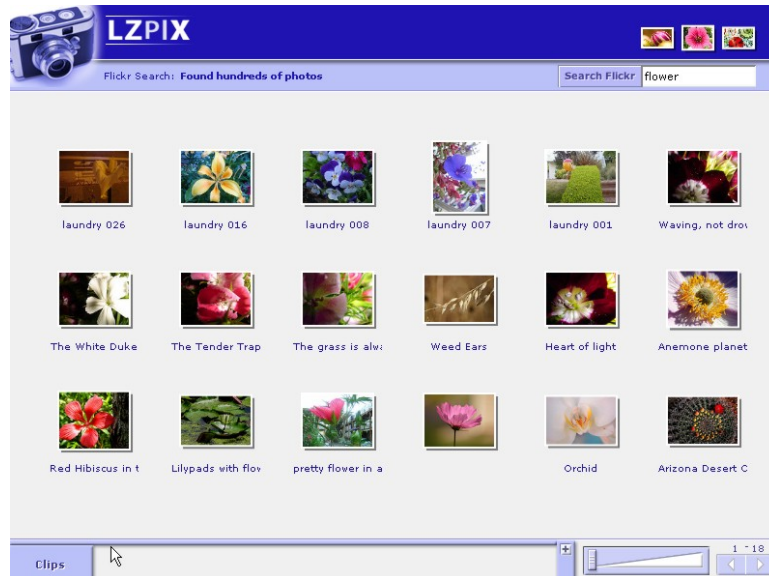 LZPIX
Flickr Search: Found hundreds of photos
Search Flickr flower
laundry 026 laundry 016 laundry 008 laundry 007 laundry 001 Waving, not drov
The White Duke The Tender Trap The grass is alwa Weed Ears Heart of light Anemone planet
Red Hibiscus in t Lilypads with flow pretty flower in a Orchid Arizona Desert C
Clips
1 - 18